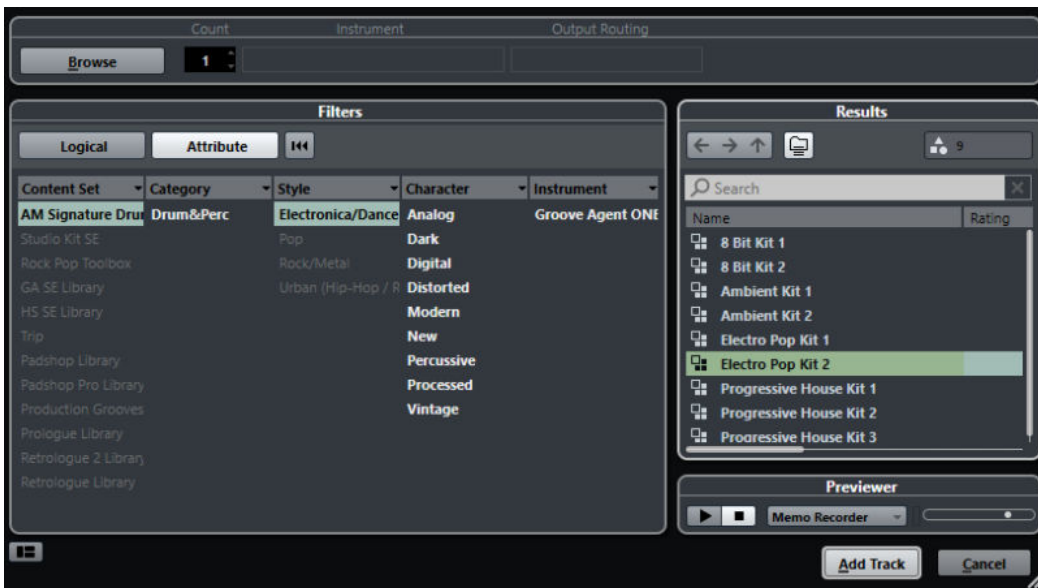 Count Instrument Output Routing
Browse 1
Filters
Logical Attribute
Content Set Category Style Character Instrument
AM Signature Drun Drum&Perc Electronica/Dance Analog Groove Agent ONE
Studio Kit SE Pop Dark
Rock Pop Toolbox Rock/Metal Digital
GA SE Library Urban (Hip-Hop / R Distorted
HS SE Library Modern
Trip New
Padshop Library Percussive
Padshop Pro Library Processed
Production Grooves Vintage
Prologue Library
Retrologue 2 Library
Retrologue Library
Results
9
Search
Name Rating
8 Bit Kit 1
8 Bit Kit 2
Ambient Kit 1
Ambient Kit 2
Electro Pop Kit 1
Electro Pop Kit 2
Progressive House Kit 1
Progressive House Kit 2
Progressive House Kit 3
Previewer
Memo Recorder
Add Track Cancel